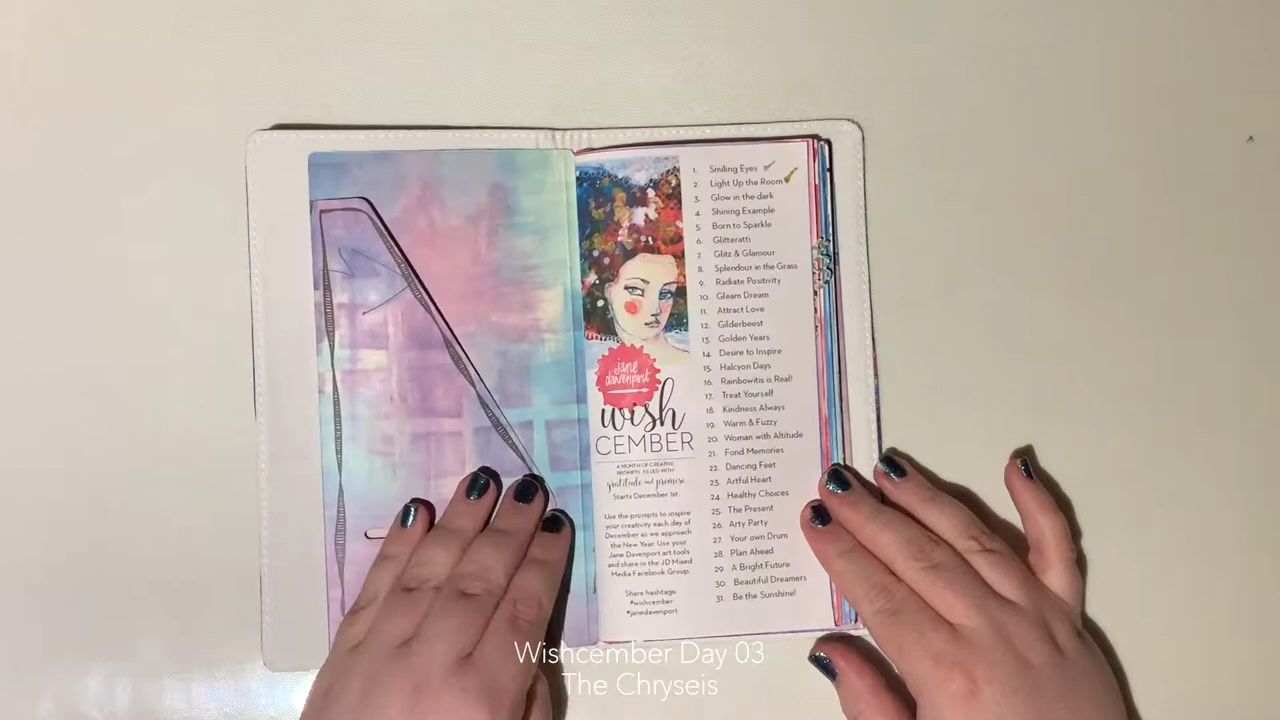 jane
davenport
wish
CEMBER
A MONTH OF CREATIVE
PROMPTS FILLED WITH
gratitude and promise.
Starts December 1st.
Use the prompts to inspire
your creativity each day of
December as we approach
the New Year. Use your
Jane Davenport art tools
and share in the JD Mixed
Media Facebook Group.
Share hashtags:
#wishcember
#janedavenport
1. Smiling Eyes
2. Light Up the Room
3. Glow in the dark
4. Shining Example
5. Born to Sparkle
6. Glitteratti
7. Glitz & Glamour
8. Splendour in the Grass
9. Radiate Positivity
10. Gleam Dream
11. Attract Love
12. Gilderbeest
13. Golden Years
14 Desire to Inspire
15. Halcyon Days
16. Rainbowitis is Real!
17. Treat Yourself
18. Kindness Always
19. Warm & Fuzzy
20. Woman with Altitude
21. Fond Memories
22. Dancing Feet
23. Artful Heart
24. Healthy Choices
25. The Present
26. Arty Party
27. Your own Drum
28. Plan Ahead
29. A Bright Future
30. Beautiful Dreamers
31. Be the Sunshine!
Wishcember Day 03
The Chryseis